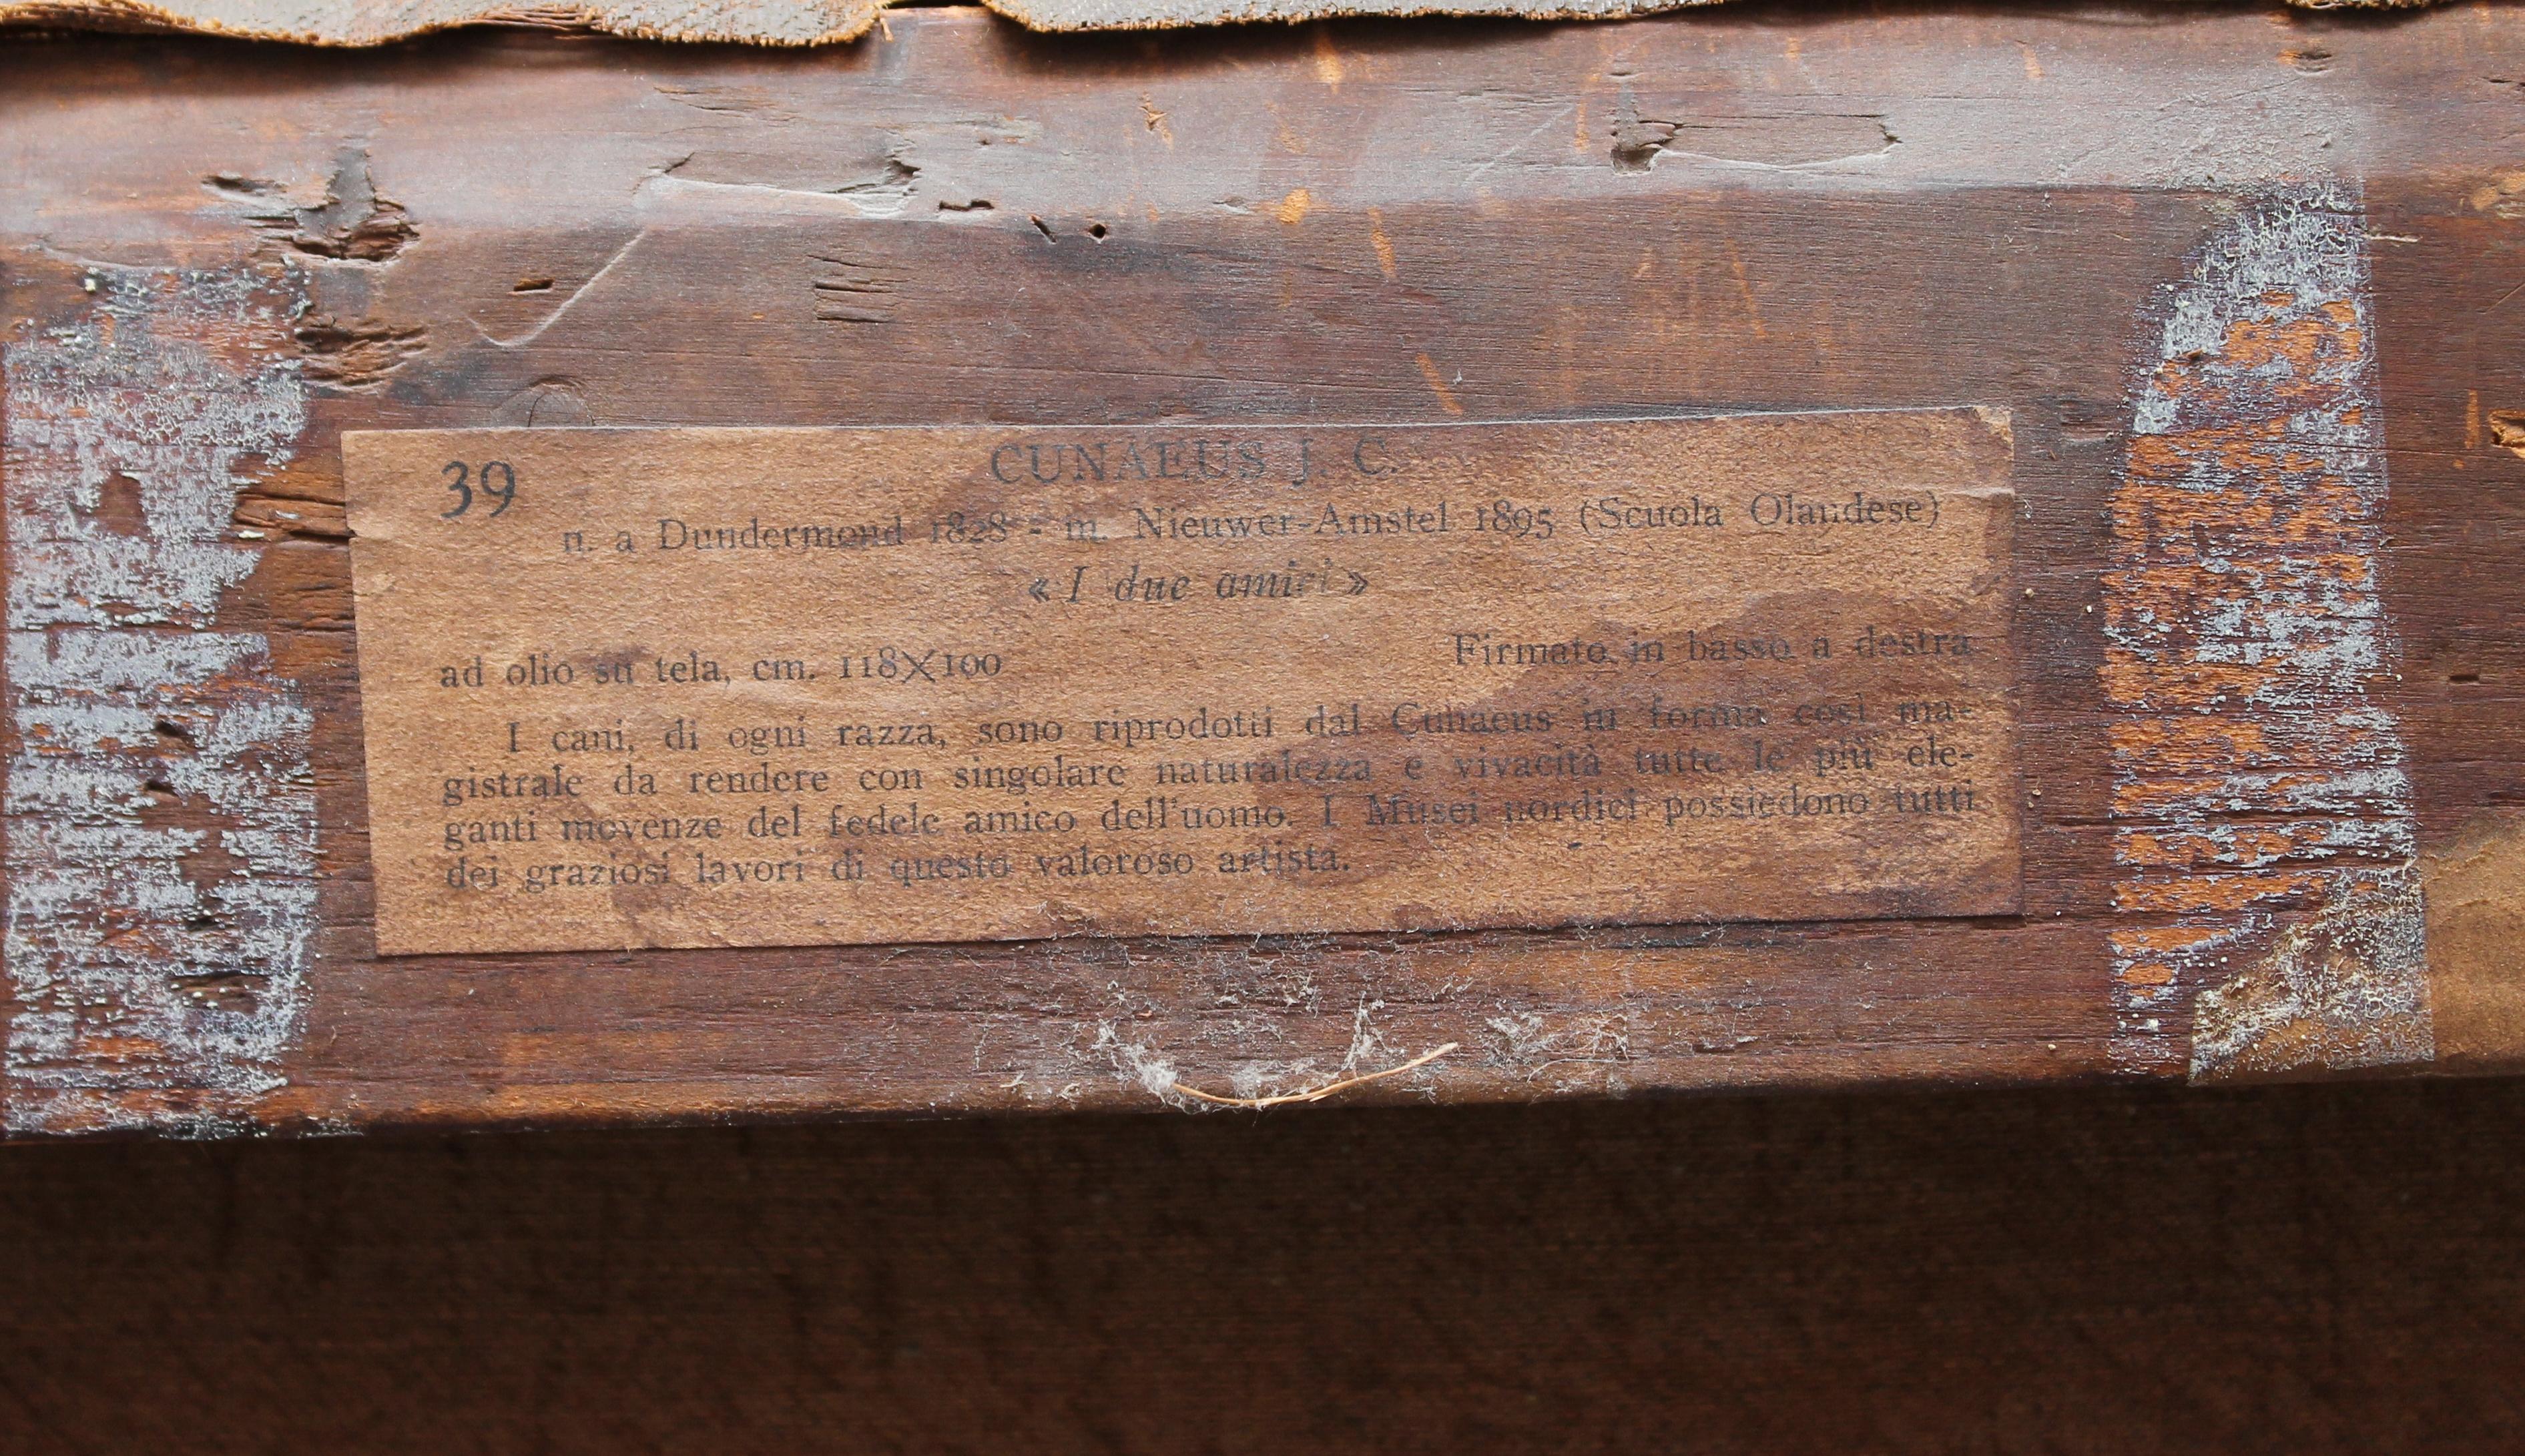 CUNAEUS J. C.
39
n. a Dundermond 1828 - m. Nieuwer-Amstel 1895 (Scuola Olandese)
« I due amici »
ad olio su tela, cm. 118X100 Firmato in basso a destra
I cani, di ogni razza, sono riprodotti dal Cunaeus in forma così ma-
gistrale da rendere con singolare naturalezza e vivacità tutte le più ele-
ganti movenze del fedele amico dell'uomo. I Musei nordici possiedono tutti
dei graziosi lavori di questo valoroso artista.